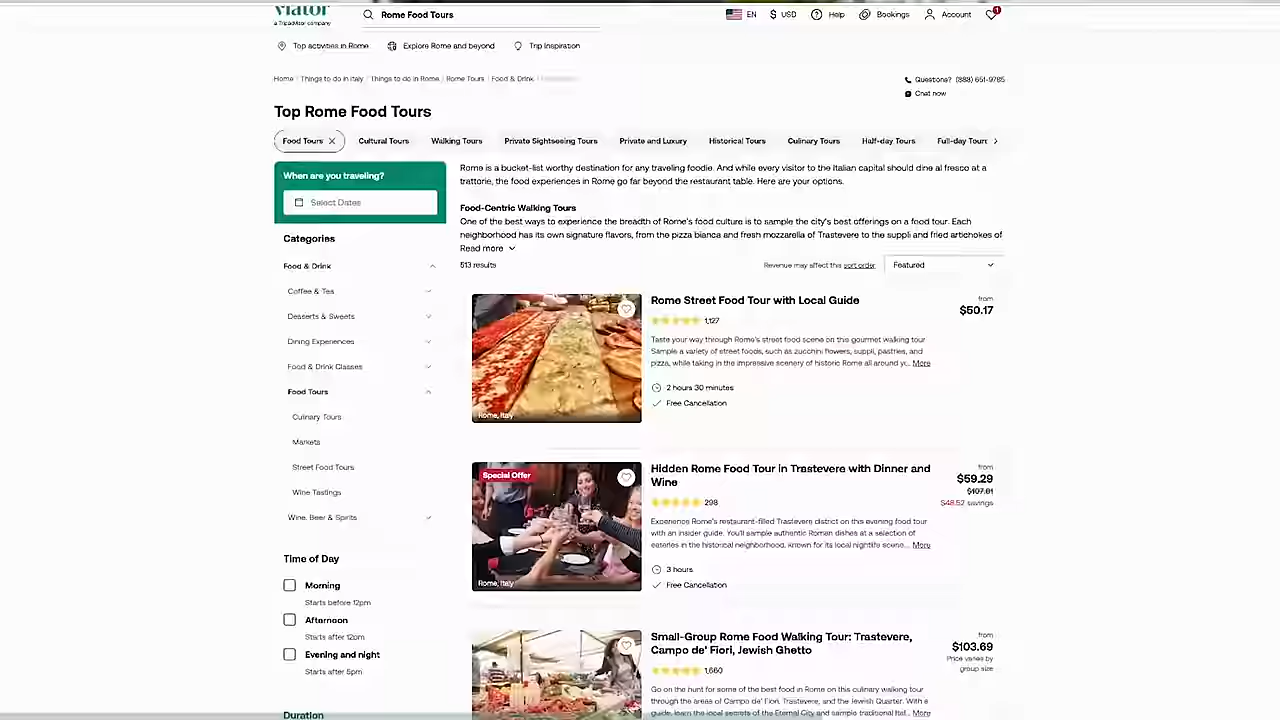 viator
a Tripadvisor company
Rome Food Tours
EN
$ USD
Help
Bookings
Account
1
Top activities in Rome
Explore Rome and beyond
Trip Inspiration
Home
Things to do in Italy
Things to do in Rome
Rome Tours
Food & Drink
Questions? (888) 651-9785
Chat now
Top Rome Food Tours
Food Tours
Cultural Tours
Walking Tours
Private Sightseeing Tours
Private and Luxury
Historical Tours
Culinary Tours
Half-day Tours
Full-day Tours
When are you traveling?
Select Dates
Rome is a bucket-list worthy destination for any traveling foodie. And while every visitor to the Italian capital should dine al fresco at a
trattorie, the food experiences in Rome go far beyond the restaurant table. Here are your options.
Food-Centric Walking Tours
One of the best ways to experience the breadth of Rome's food culture is to sample the city's best offerings on a food tour. Each
neighborhood has its own signature flavors, from the pizza bianca and fresh mozzarella of Trastevere to the suppli and fried artichokes of
Read more
513 results
Revenue may affect this sort order
Featured
Categories
Food & Drink
Coffee & Tea
Desserts & Sweets
Dining Experiences
Food & Drink Classes
Food Tours
Culinary Tours
Markets
Street Food Tours
Wine Tastings
Wine, Beer & Spirits
Time of Day
Morning
Starts before 12pm
Afternoon
Starts after 12pm
Evening and night
Starts after 5pm
Duration
Rome, Italy
Rome Street Food Tour with Local Guide
1,127
Taste your way through Rome's street food scene on this gourmet walking tour
Sample a variety of street foods, such as zucchini flowers, suppli, pastries, and
pizza, while taking in the impressive scenery of historic Rome all around y... More
2 hours 30 minutes
Free Cancellation
from
$50.17
Special Offer
Rome, Italy
Hidden Rome Food Tour in Trastevere with Dinner and
Wine
298
Experience Rome's restaurant-filled Trastevere district on this evening food tour
with an insider guide. You'll sample authentic Roman dishes at a selection of
eateries in the historical neighborhood, known for its local nightlife scene... More
3 hours
Free Cancellation
from
$59.29
$107.81
$48.52 savings
Small-Group Rome Food Walking Tour: Trastevere,
Campo de' Fiori, Jewish Ghetto
1,660
Go on the hunt for some of the best food in Rome on this culinary walking tour
through the areas of Campo de' Fiori, Trastevere, and the Jewish Quarter. With a
guide, learn the local secrets of the Eternal City and sample traditional Ital... More
from
$103.69
Price varies by
group size